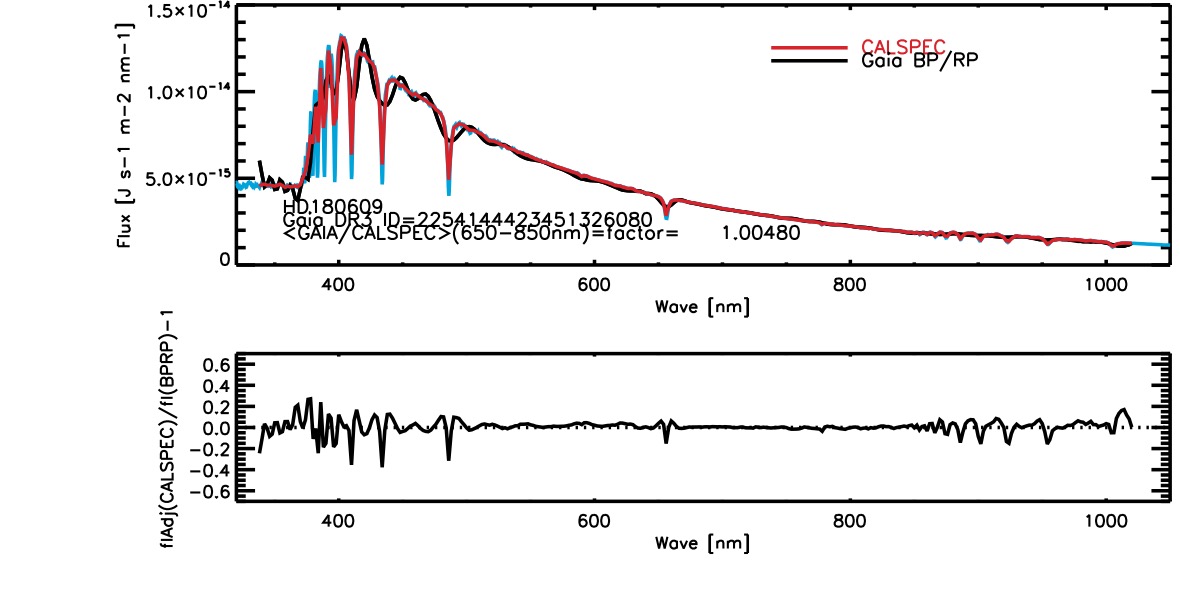 1.5×10−14
1.0×10−14
5.0×10−15
0
Flux [J s−1 m−2 nm−1]
CALSPEC
Gaia BP/RP
HD180609
Gaia DR3 ID=2254144423451326080
<GAIA/CALSPEC>(650−850nm)=factor= 1.00480
400 600 800 1000
Wave [nm]
flAdj(CALSPEC)/fl(BPRP)−1
0.6
0.4
0.2
0.0
−0.2
−0.4
−0.6
400 600 800 1000
Wave [nm]